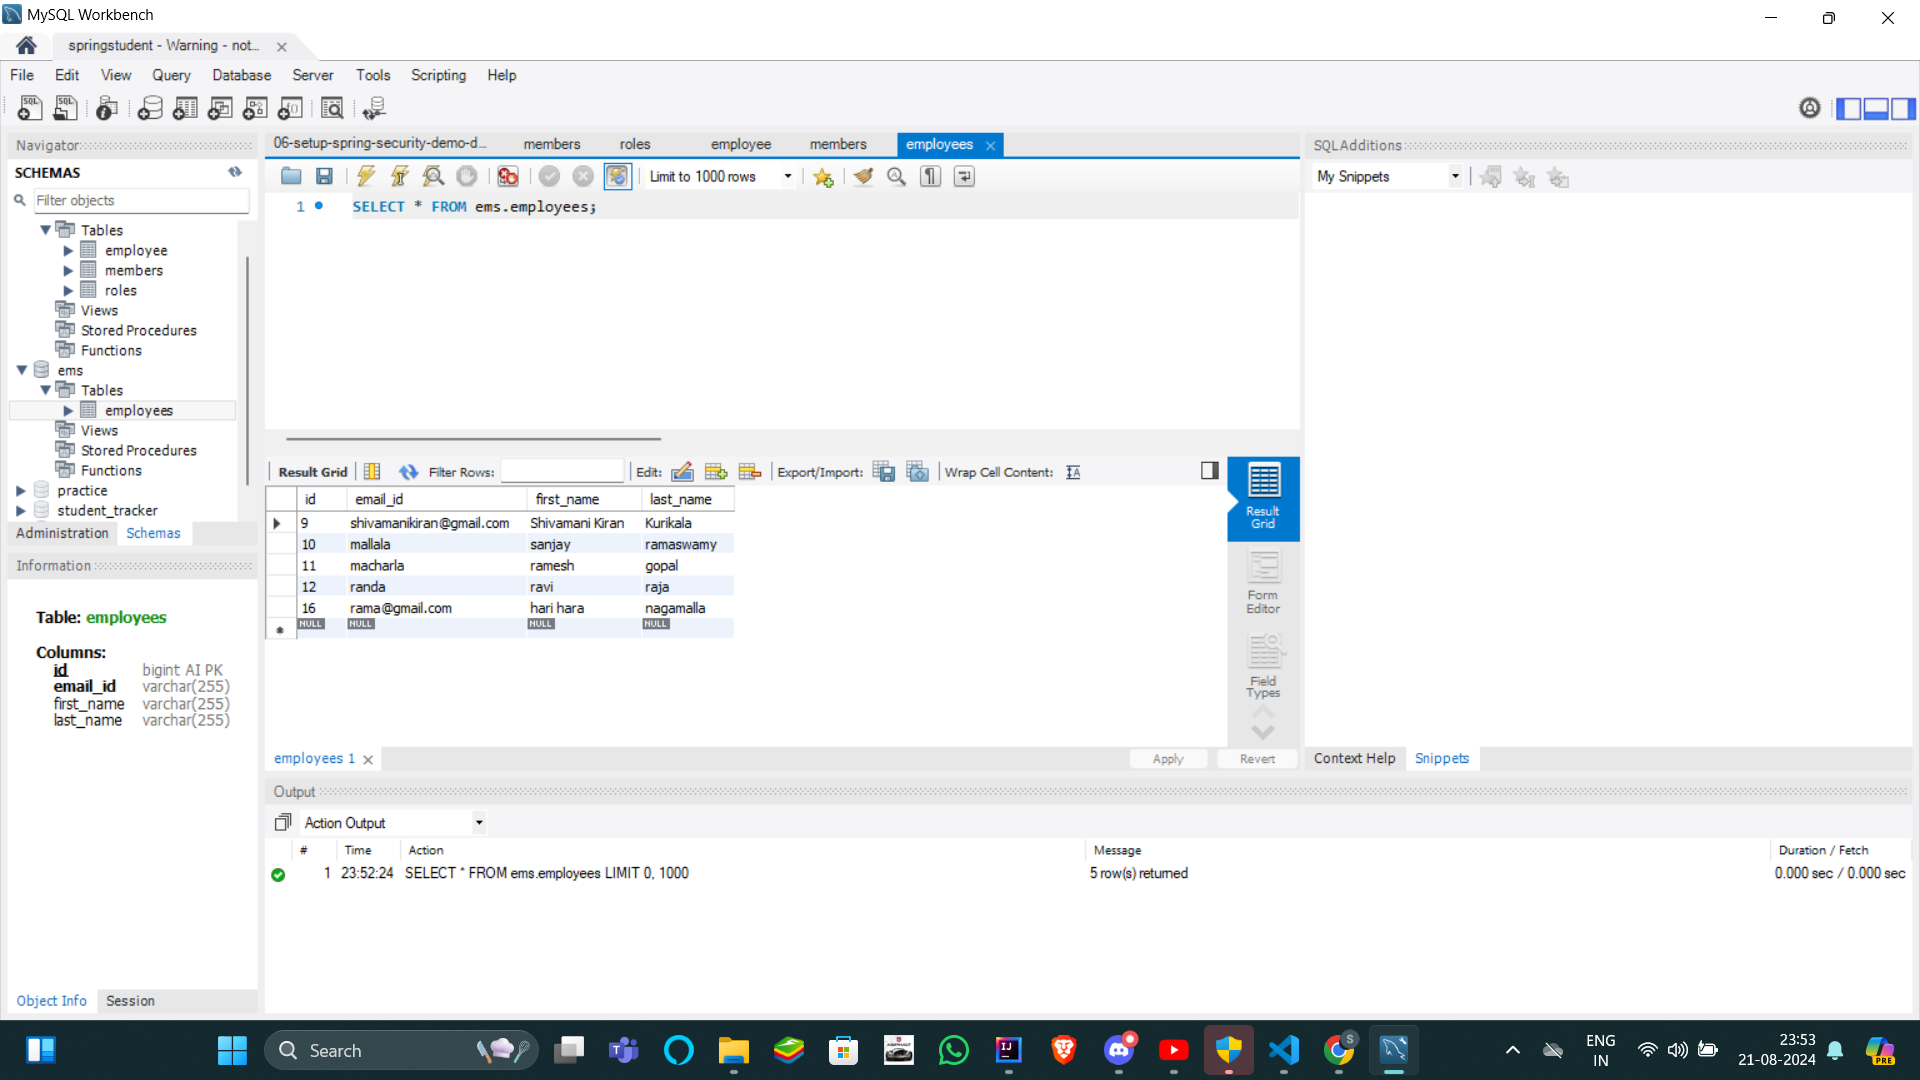 MySQL Workbench
springstudent - Warning - not...
File Edit View Query Database Server Tools Scripting Help
Navigator
SCHEMAS
Filter objects
Tables
employee
members
roles
Views
Stored Procedures
Functions
ems
Tables
employees
Views
Stored Procedures
Functions
practice
student_tracker
Administration Schemas
Information
Table: employees
Columns:
id bigint AI PK
email_id varchar(255)
first_name varchar(255)
last_name varchar(255)
Object Info Session
06-setup-spring-security-demo-d... members roles employee members employees
Limit to 1000 rows
1 SELECT * FROM ems.employees;
Result Grid Filter Rows: Edit: Export/Import: Wrap Cell Content:
id email_id first_name last_name
9 shivamanikiran@gmail.com Shivamani Kiran Kurikala
10 mallala sanjay ramaswamy
11 macharla ramesh gopal
12 randa ravi raja
16 rama@gmail.com hari hara nagamalla
NULL NULL NULL NULL
Result
Grid
Form
Editor
Field
Types
employees 1 Apply Revert
SQLAdditions
My Snippets
Context Help Snippets
Output
Action Output
# Time Action Message Duration / Fetch
1 23:52:24 SELECT * FROM ems.employees LIMIT 0, 1000 5 row(s) returned 0.000 sec / 0.000 sec
Search
ENG
IN
23:53
21-08-2024